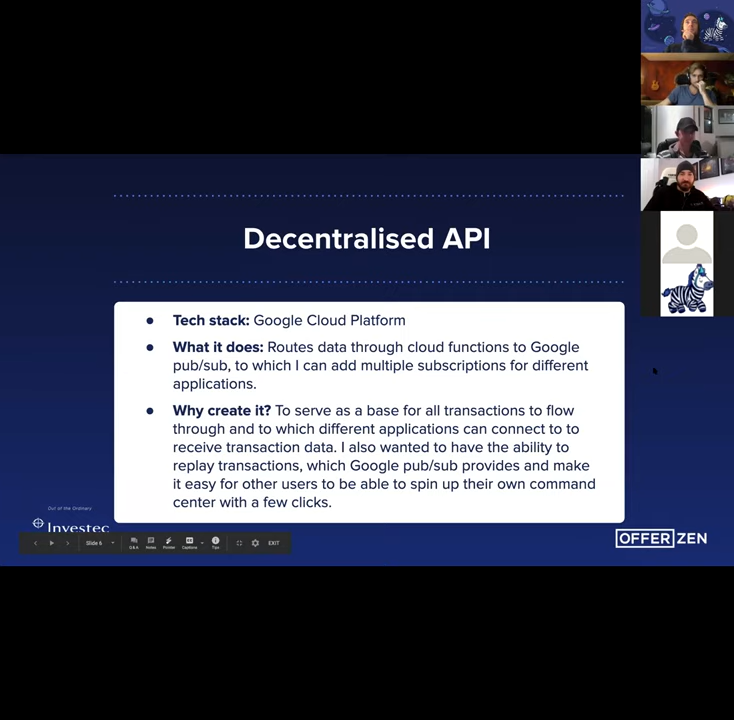 Decentralised API
● Tech stack: Google Cloud Platform
● What it does: Routes data through cloud functions to Google
pub/sub, to which I can add multiple subscriptions for different
applications.
● Why create it? To serve as a base for all transactions to flow
through and to which different applications can connect to to
receive transaction data. I also wanted to have the ability to
replay transactions, which Google pub/sub provides and make
it easy for other users to be able to spin up their own command
center with a few clicks.
Out of the Ordinary
Investec
OFFERZEN
Slide 6
Q&A Notes Pointer Captions Tips EXIT